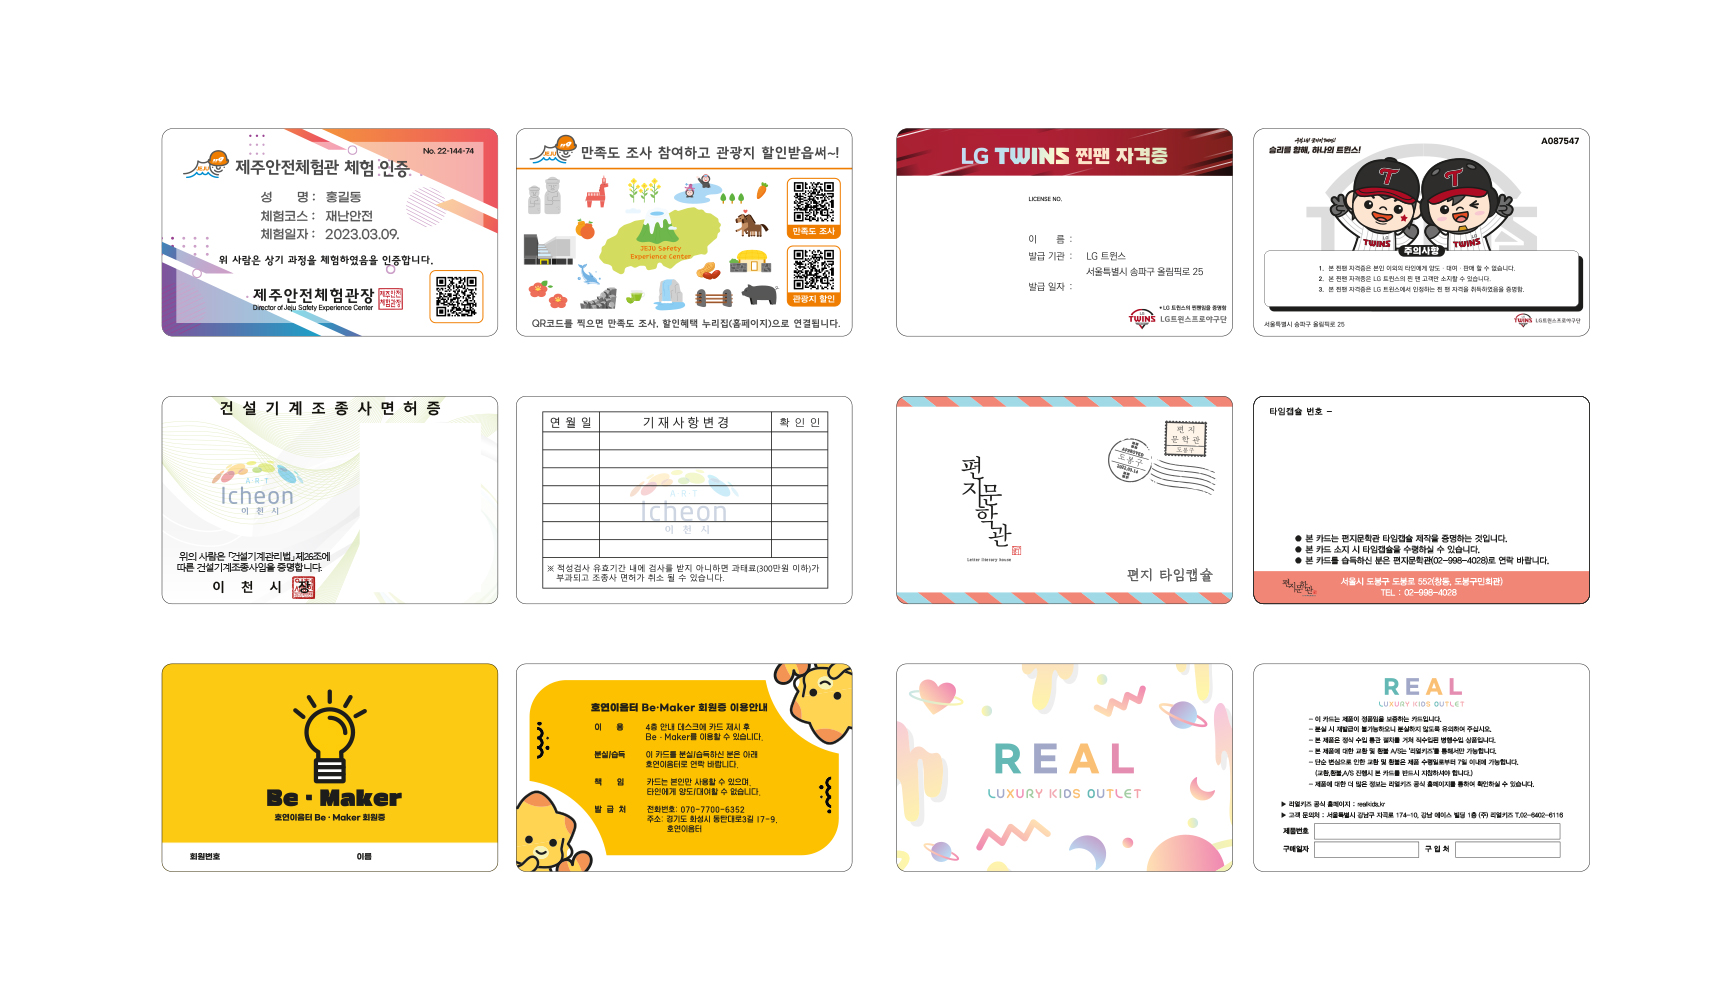 JEJU
제주안전체험관 체험 인증
No. 22-144-74
성 명 : 홍길동
체험코스 : 재난안전
체험일자 : 2023.03.09.
위 사람은 상기 과정을 체험하였음을 인증합니다.
제주안전체험관장
제주안전
체험관장
Director of Jeju Safety Experience Center
JEJU
만족도 조사 참여하고 관광지 할인받읍써~!
JEJU Safety
Experience Center
만족도 조사
관광지 할인
QR코드를 찍으면 만족도 조사, 할인혜택 누리집(홈페이지)으로 연결됩니다.
LG TWINS 찐팬 자격증
LICENSE NO.
이 름 :
발급 기관 : LG 트윈스
서울특별시 송파구 올림픽로 25
발급 일자 :
• LG 트윈스의 찐팬임을 증명함
TWINS LG트윈스프로야구단
승리를 향해, 하나의 트윈스!
A087547
T T
TWINS TWINS
주의사항
1. 본 찐팬 자격증은 본인 이외의 타인에게 양도 · 대여 · 판매 할 수 없습니다.
2. 본 찐팬 자격증은 LG 트윈스의 찐 팬 고객만 소지할 수 있습니다.
3. 본 찐팬 자격증은 LG 트윈스에서 인정하는 찐 팬 자격을 취득하였음을 증명함.
서울특별시 송파구 올림픽로 25
TWINS LG트윈스프로야구단
건설기계조종사면허증
A·R·T
Icheon
이천시
위의 사람은 「건설기계관리법」 제26조에
따른 건설기계조종사임을 증명합니다.
이 천 시 장
연 월 일 기재사항변경 확 인 인
A·R·T
Icheon
이천시
※ 적성검사 유효기간 내에 검사를 받지 아니하면 과태료(300만원 이하)가
부과되고 조종사 면허가 취소 될 수 있습니다.
편지
문학관
도봉구
APPROVED
도봉구
편지문학관
Letter literary house
편지 타임캡슐
타임캡슐 번호 -
● 본 카드는 편지문학관 타임캡슐 제작을 증명하는 것입니다.
● 본 카드 소지 시 타임캡슐을 수령하실 수 있습니다.
● 본 카드를 습득하신 분은 편지문학관(02-998-4028)로 연락 바랍니다.
편지문학관
서울시 도봉구 도봉로 552(창동, 도봉구민회관)
TEL : 02-998-4028
Be · Maker
호연이음터 Be · Maker 회원증
회원번호 이름
호연이음터 Be·Maker 회원증 이용안내
이 용 4층 안내 데스크에 카드 제시 후
Be · Maker를 이용할 수 있습니다.
분실/습득 이 카드를 분실/습득하신 분은 아래
호연이음터로 연락 바랍니다.
책 임 카드는 본인만 사용할 수 있으며,
타인에게 양도/대여할 수 없습니다.
발 급 처 전화번호: 070-7700-6352
주소: 경기도 화성시 동탄대로3길 17-9,
호연이음터
REAL
LUXURY KIDS OUTLET
REAL
LUXURY KIDS OUTLET
- 이 카드는 제품이 정품임을 보증하는 카드입니다.
- 분실 시 재발급이 불가능하오니 분실하지 않도록 유의하여 주십시오.
- 본 제품은 정식 수입 통관 절차를 거쳐 직수입된 병행수입 상품입니다.
- 본 제품에 대한 교환 및 환불 A/S는 '리얼키즈'를 통해서만 가능합니다.
- 단순 변심으로 인한 교환 및 환불은 제품 수령일로부터 7일 이내에 가능합니다.
(교환,환불,A/S 진행시 본 카드를 반드시 지참하셔야 합니다.)
- 제품에 대한 더 많은 정보는 리얼키즈 공식 홈페이지를 통하여 확인하실 수 있습니다.
▶ 리얼키즈 공식 홈페이지 : realkids.kr
▶ 고객 문의처 : 서울특별시 강남구 자곡로 174-10, 강남 에이스 빌딩 1층 (주) 리얼키즈 T.02-6402-6116
제품번호
구매일자 구 입 처